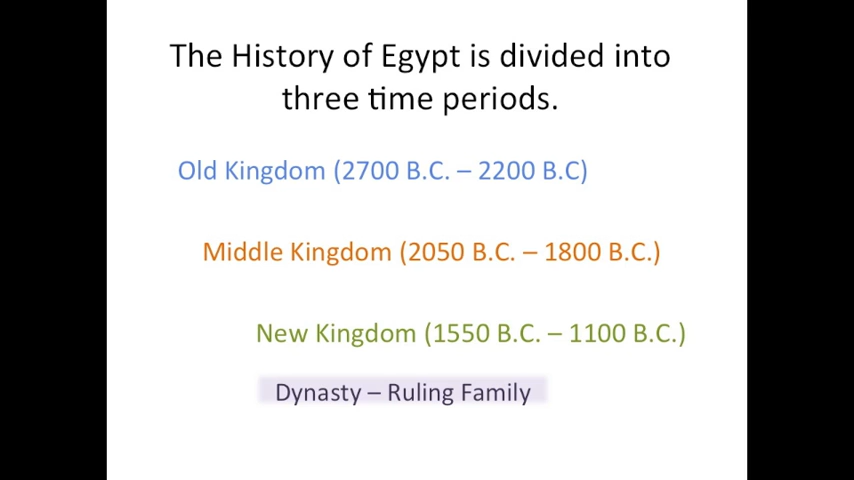 The History of Egypt is divided into
three time periods.
Old Kingdom (2700 B.C. – 2200 B.C)
Middle Kingdom (2050 B.C. – 1800 B.C.)
New Kingdom (1550 B.C. – 1100 B.C.)
Dynasty – Ruling Family